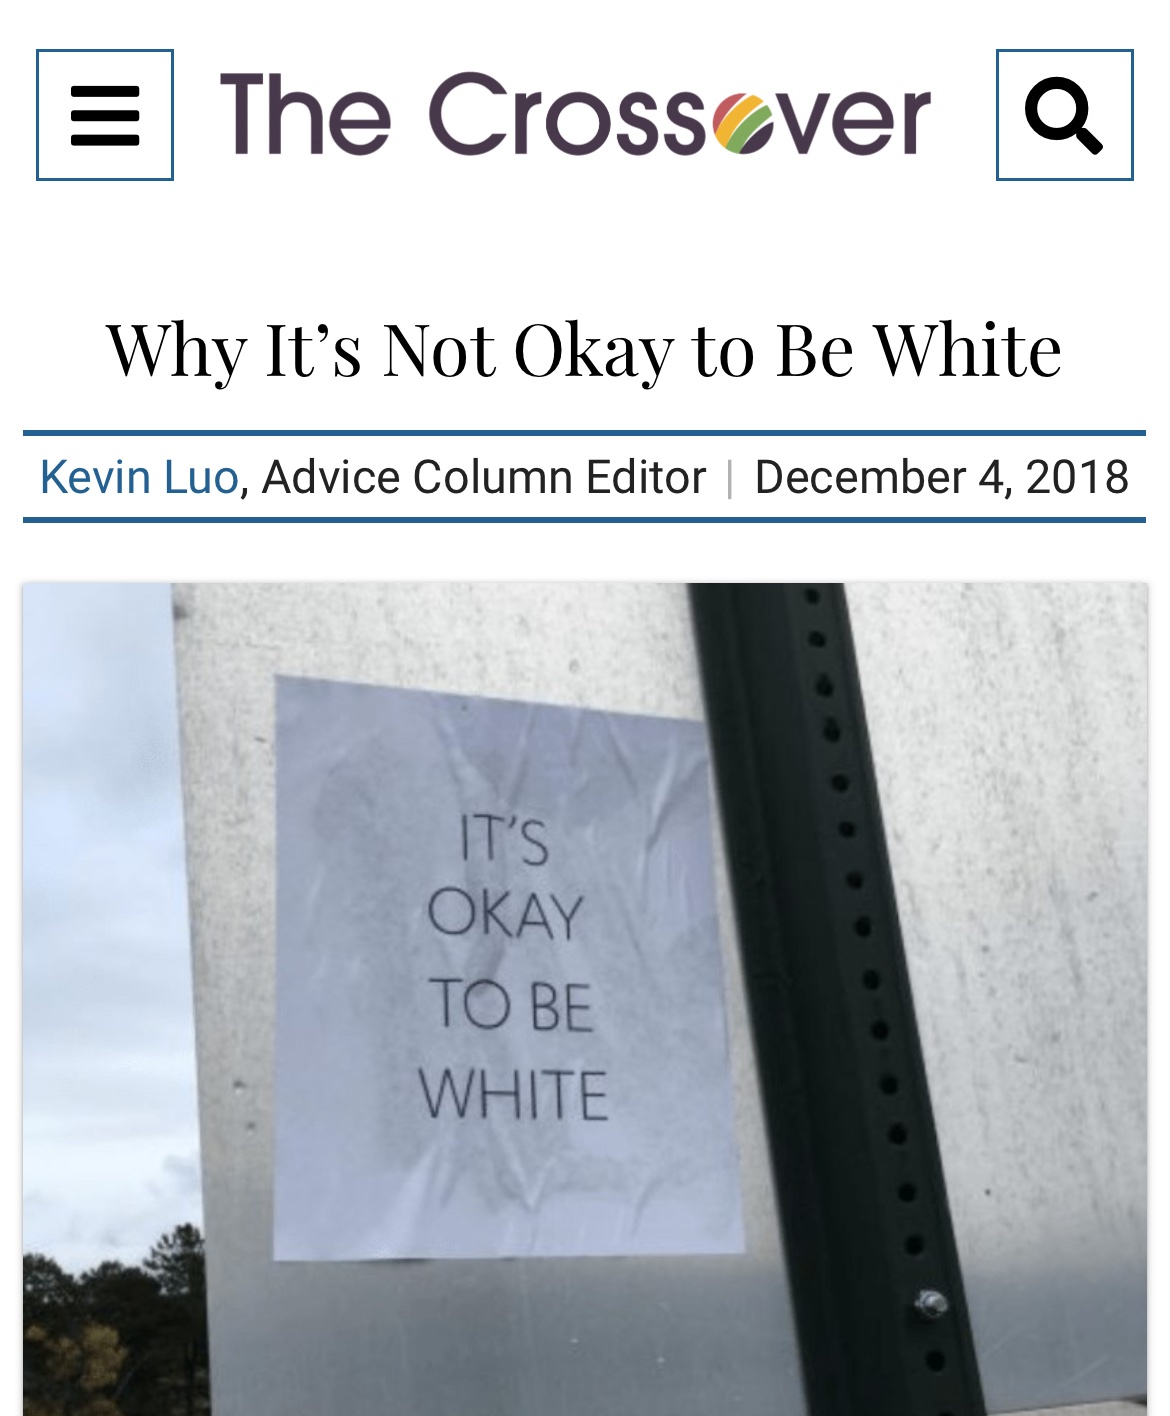 The Crossover
Why It’s Not Okay to Be White
Kevin Luo, Advice Column Editor | December 4, 2018
IT’S
OKAY
TO BE
WHITE